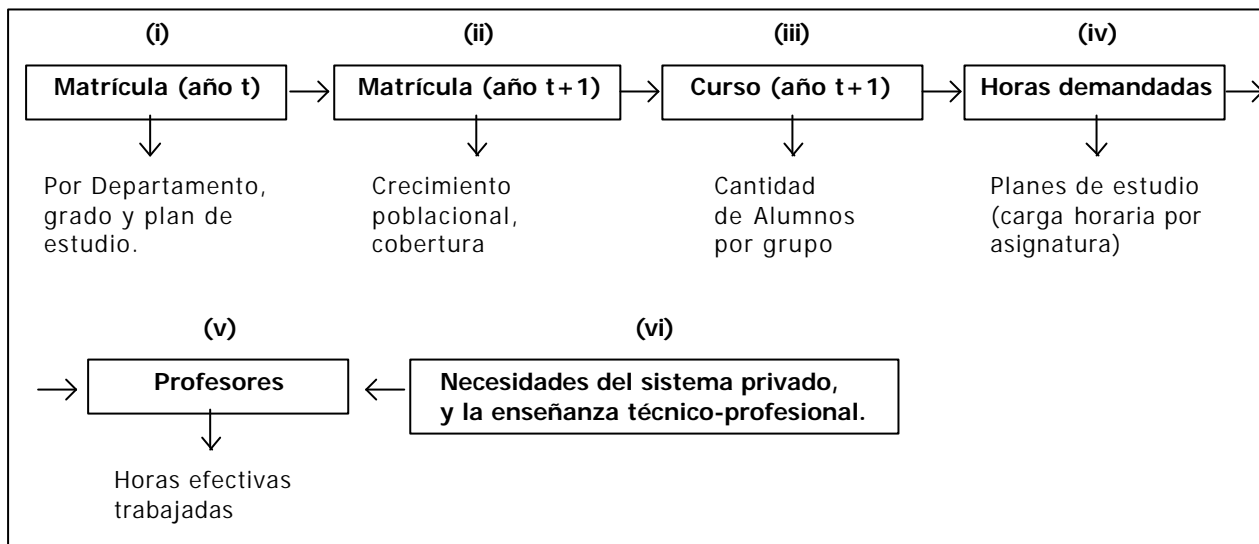 (i)
(ii)
(iii)
(iv)
Matrícula (año t)
Matrícula (año t+1)
Curso (año t+1)
Horas demandadas
Por Departamento,
grado y plan de
estudio.
Crecimiento
poblacional,
cobertura
Cantidad
de Alumnos
por grupo
Planes de estudio
(carga horaria por
asignatura)
(v)
(vi)
Profesores
Necesidades del sistema privado,
y la enseñanza técnico-profesional.
Horas efectivas
trabajadas